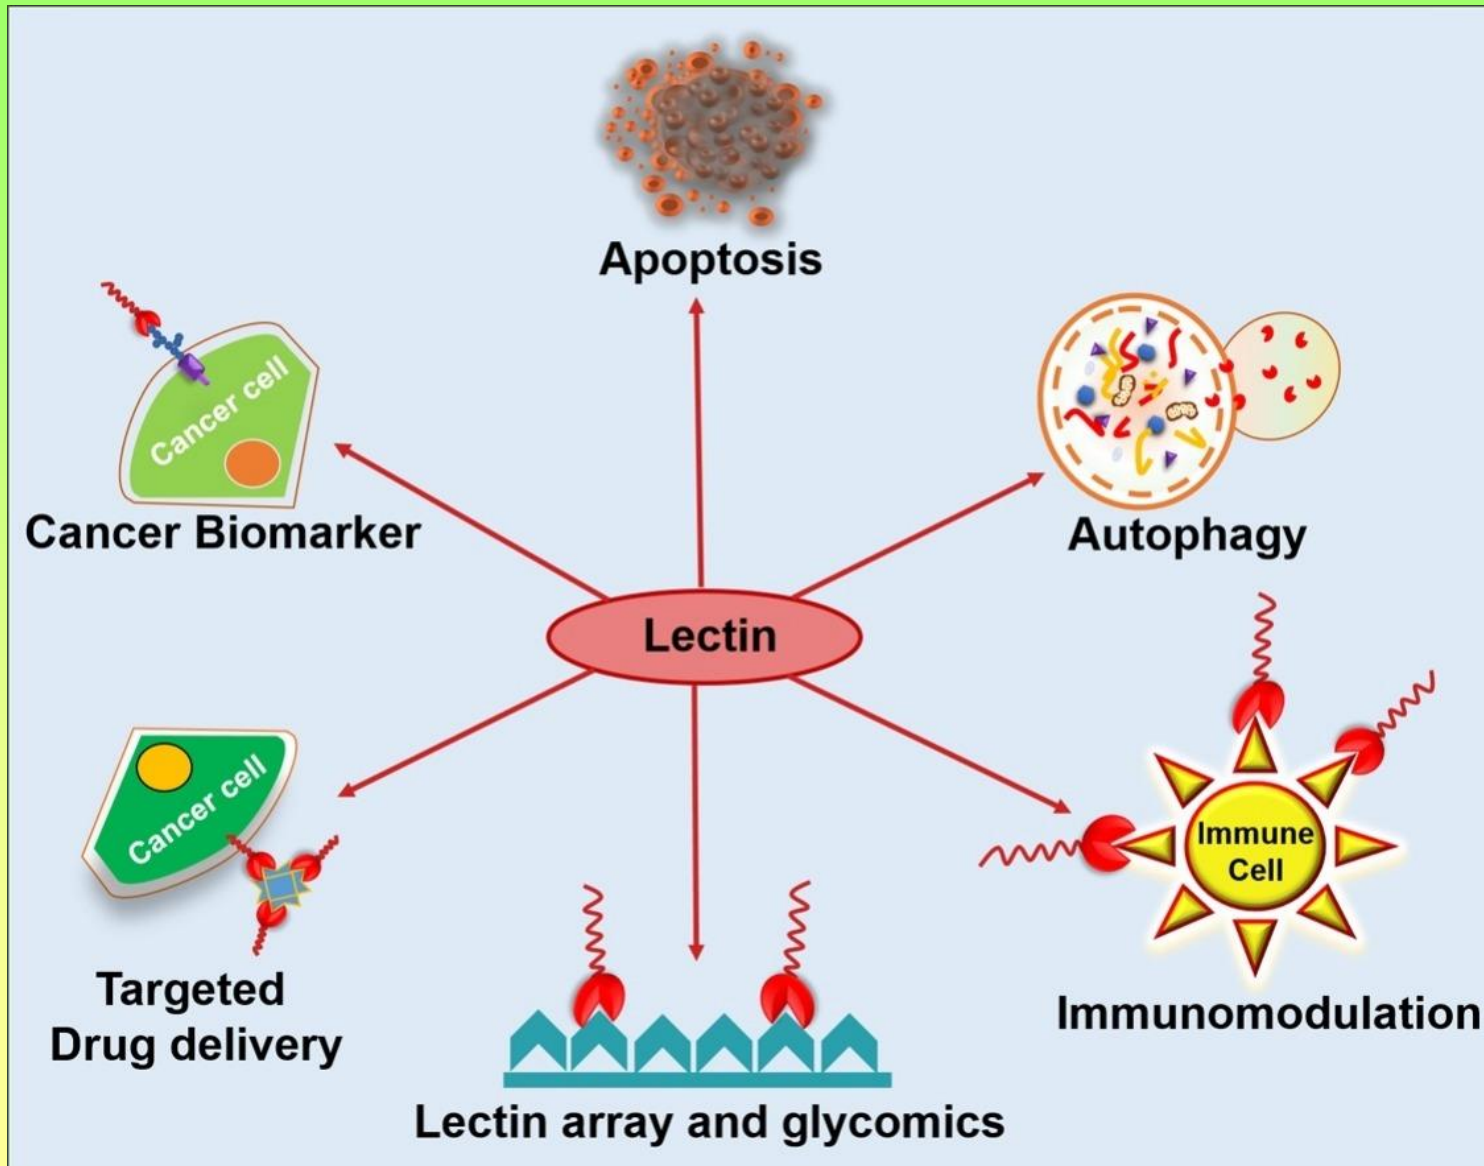 Apoptosis
Cancer cell
Cancer Biomarker
Autophagy
Lectin
Cancer cell
Targeted
Drug delivery
Immune
Cell
Immunomodulation
Lectin array and glycomics